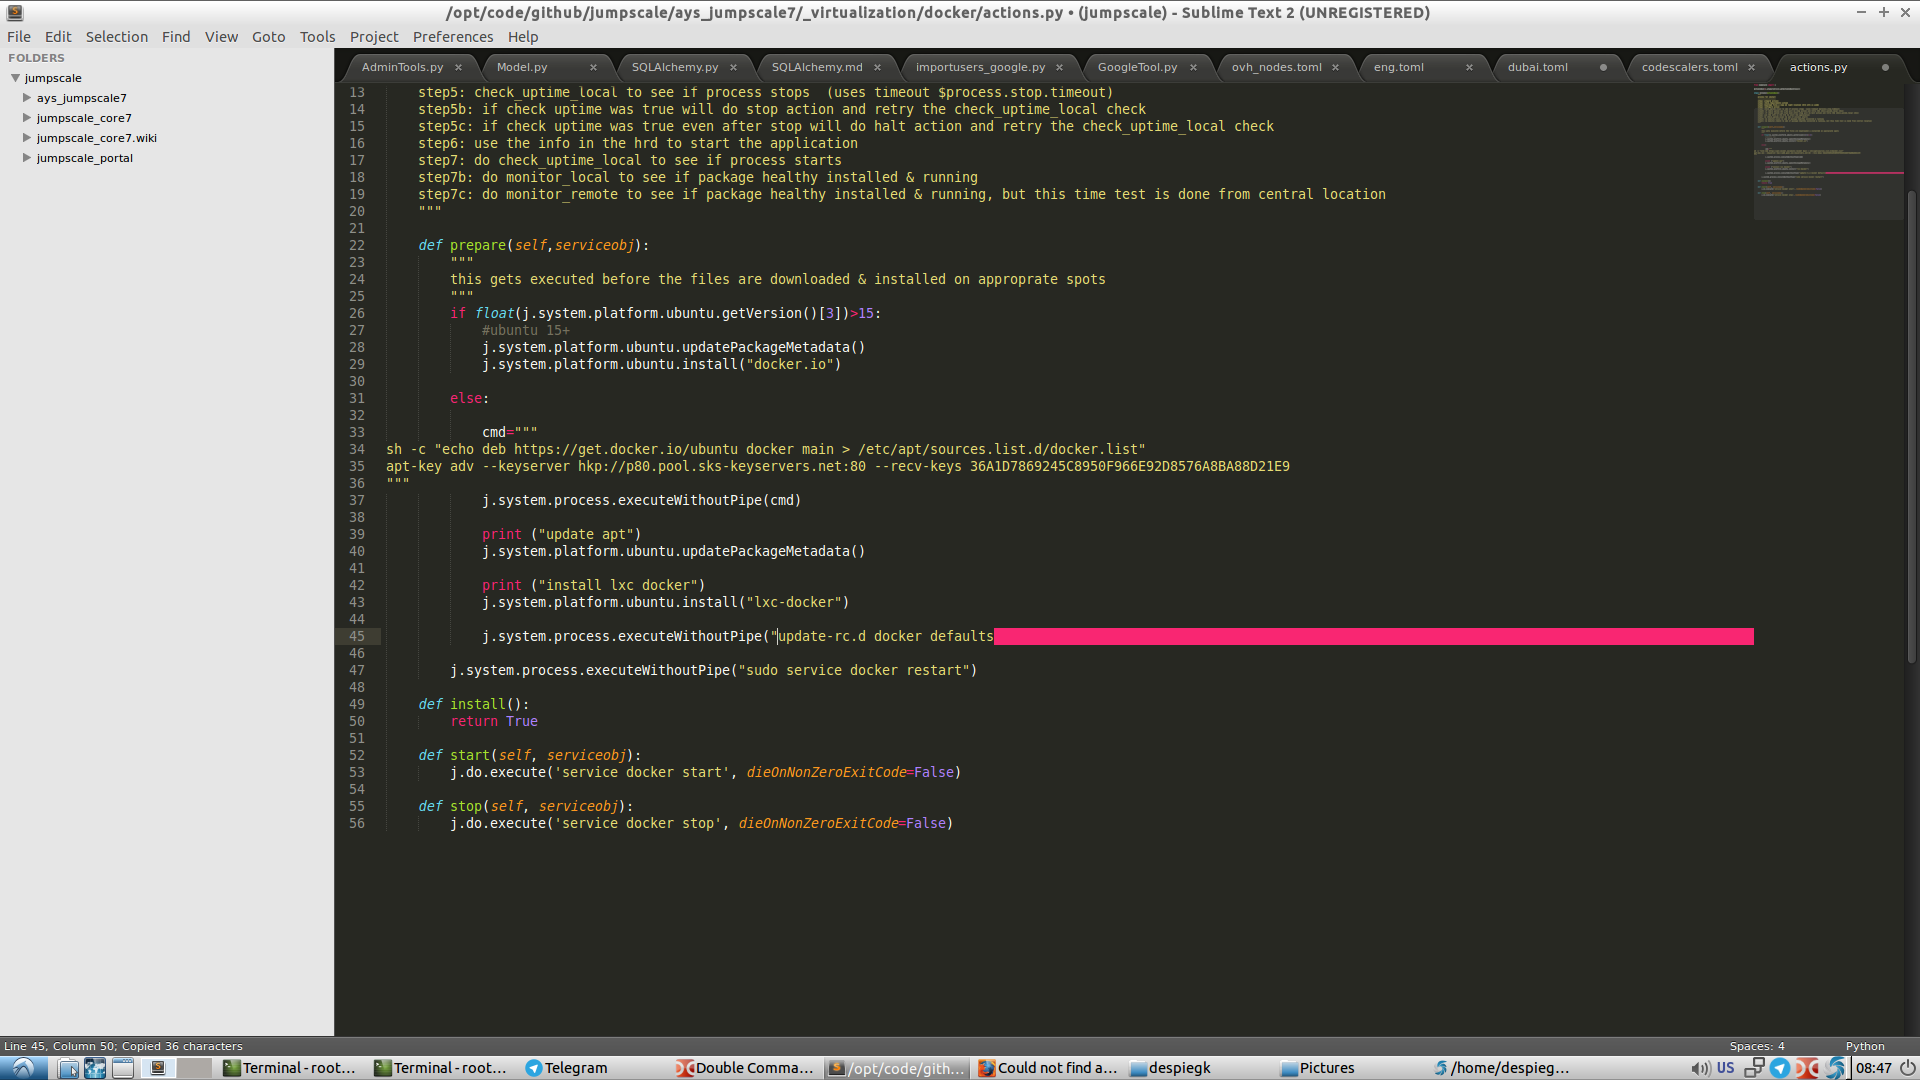 /opt/code/github/jumpscale/ays_jumpscale7/_virtualization/docker/actions.py • (jumpscale) - Sublime Text 2 (UNREGISTERED)
File Edit Selection Find View Goto Tools Project Preferences Help
FOLDERS
jumpscale
ays_jumpscale7
jumpscale_core7
jumpscale_core7.wiki
jumpscale_portal
AdminTools.py Model.py SQLAlchemy.py SQLAlchemy.md importusers_google.py GoogleTool.py ovh_nodes.toml eng.toml dubai.toml codescalers.toml actions.py
13 step5: check_uptime_local to see if process stops  (uses timeout $process.stop.timeout)
14 step5b: if check uptime was true will do stop action and retry the check_uptime_local check
15 step5c: if check uptime was true even after stop will do halt action and retry the check_uptime_local check
16 step6: use the info in the hrd to start the application
17 step7: do check_uptime_local to see if process starts
18 step7b: do monitor_local to see if package healthy installed & running
19 step7c: do monitor_remote to see if package healthy installed & running, but this time test is done from central location
20 """
21
22 def prepare(self,serviceobj):
23 """
24 this gets executed before the files are downloaded & installed on approprate spots
25 """
26 if float(j.system.platform.ubuntu.getVersion()[3])>15:
27 #ubuntu 15+
28 j.system.platform.ubuntu.updatePackageMetadata()
29 j.system.platform.ubuntu.install("docker.io")
30
31 else:
32
33 cmd="""
34 sh -c "echo deb https://get.docker.io/ubuntu docker main > /etc/apt/sources.list.d/docker.list"
35 apt-key adv --keyserver hkp://p80.pool.sks-keyservers.net:80 --recv-keys 36A1D7869245C8950F966E92D8576A8BA88D21E9
36 """
37 j.system.process.executeWithoutPipe(cmd)
38
39 print ("update apt")
40 j.system.platform.ubuntu.updatePackageMetadata()
41
42 print ("install lxc docker")
43 j.system.platform.ubuntu.install("lxc-docker")
44
45 j.system.process.executeWithoutPipe("update-rc.d docker defaults
46
47 j.system.process.executeWithoutPipe("sudo service docker restart")
48
49 def install():
50 return True
51
52 def start(self, serviceobj):
53 j.do.execute('service docker start', dieOnNonZeroExitCode=False)
54
55 def stop(self, serviceobj):
56 j.do.execute('service docker stop', dieOnNonZeroExitCode=False)
Line 45, Column 50; Copied 36 characters Spaces: 4 Python
Terminal - root... Terminal - root... Telegram Double Comma... /opt/code/gith... Could not find a... despiegk Pictures /home/despieg... US 08:47